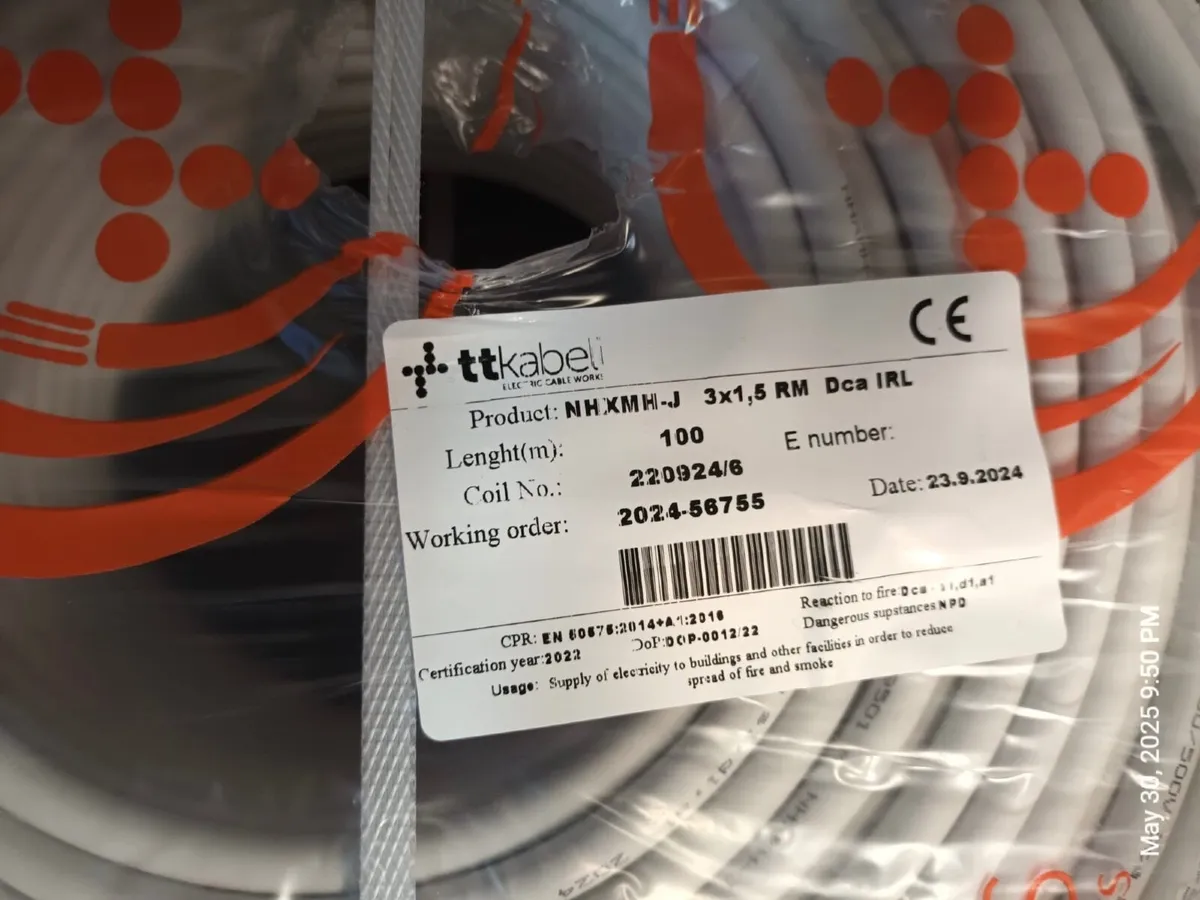 CE
ttkabeli
ELECTRIC CABLE WORKS
Product: NHXMH-J 3x1,5 RM Dca IRL
Lenght(m): 100
E number:
Coil No.: 220924/6
Date: 23.9.2024
Working order: 2024-56755
CPR: EN 50575:2014+A1:2016
Reaction to fire:Dca
,d1,a1
Certification year:2022
DoP:DOP-0012/22
Dangerous supstances NPD
Usage: Supply of electricity to buildings and other facilities in order to reduce
spread of fire and smoke
May 30, 2025 9:50 PM